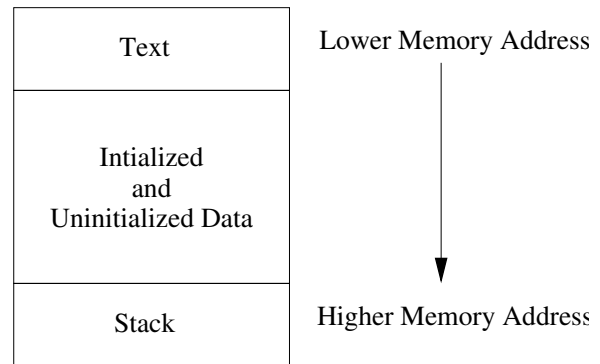 Text
Lower Memory Address
Intialized
and
Uninitialized Data
Stack
Higher Memory Address